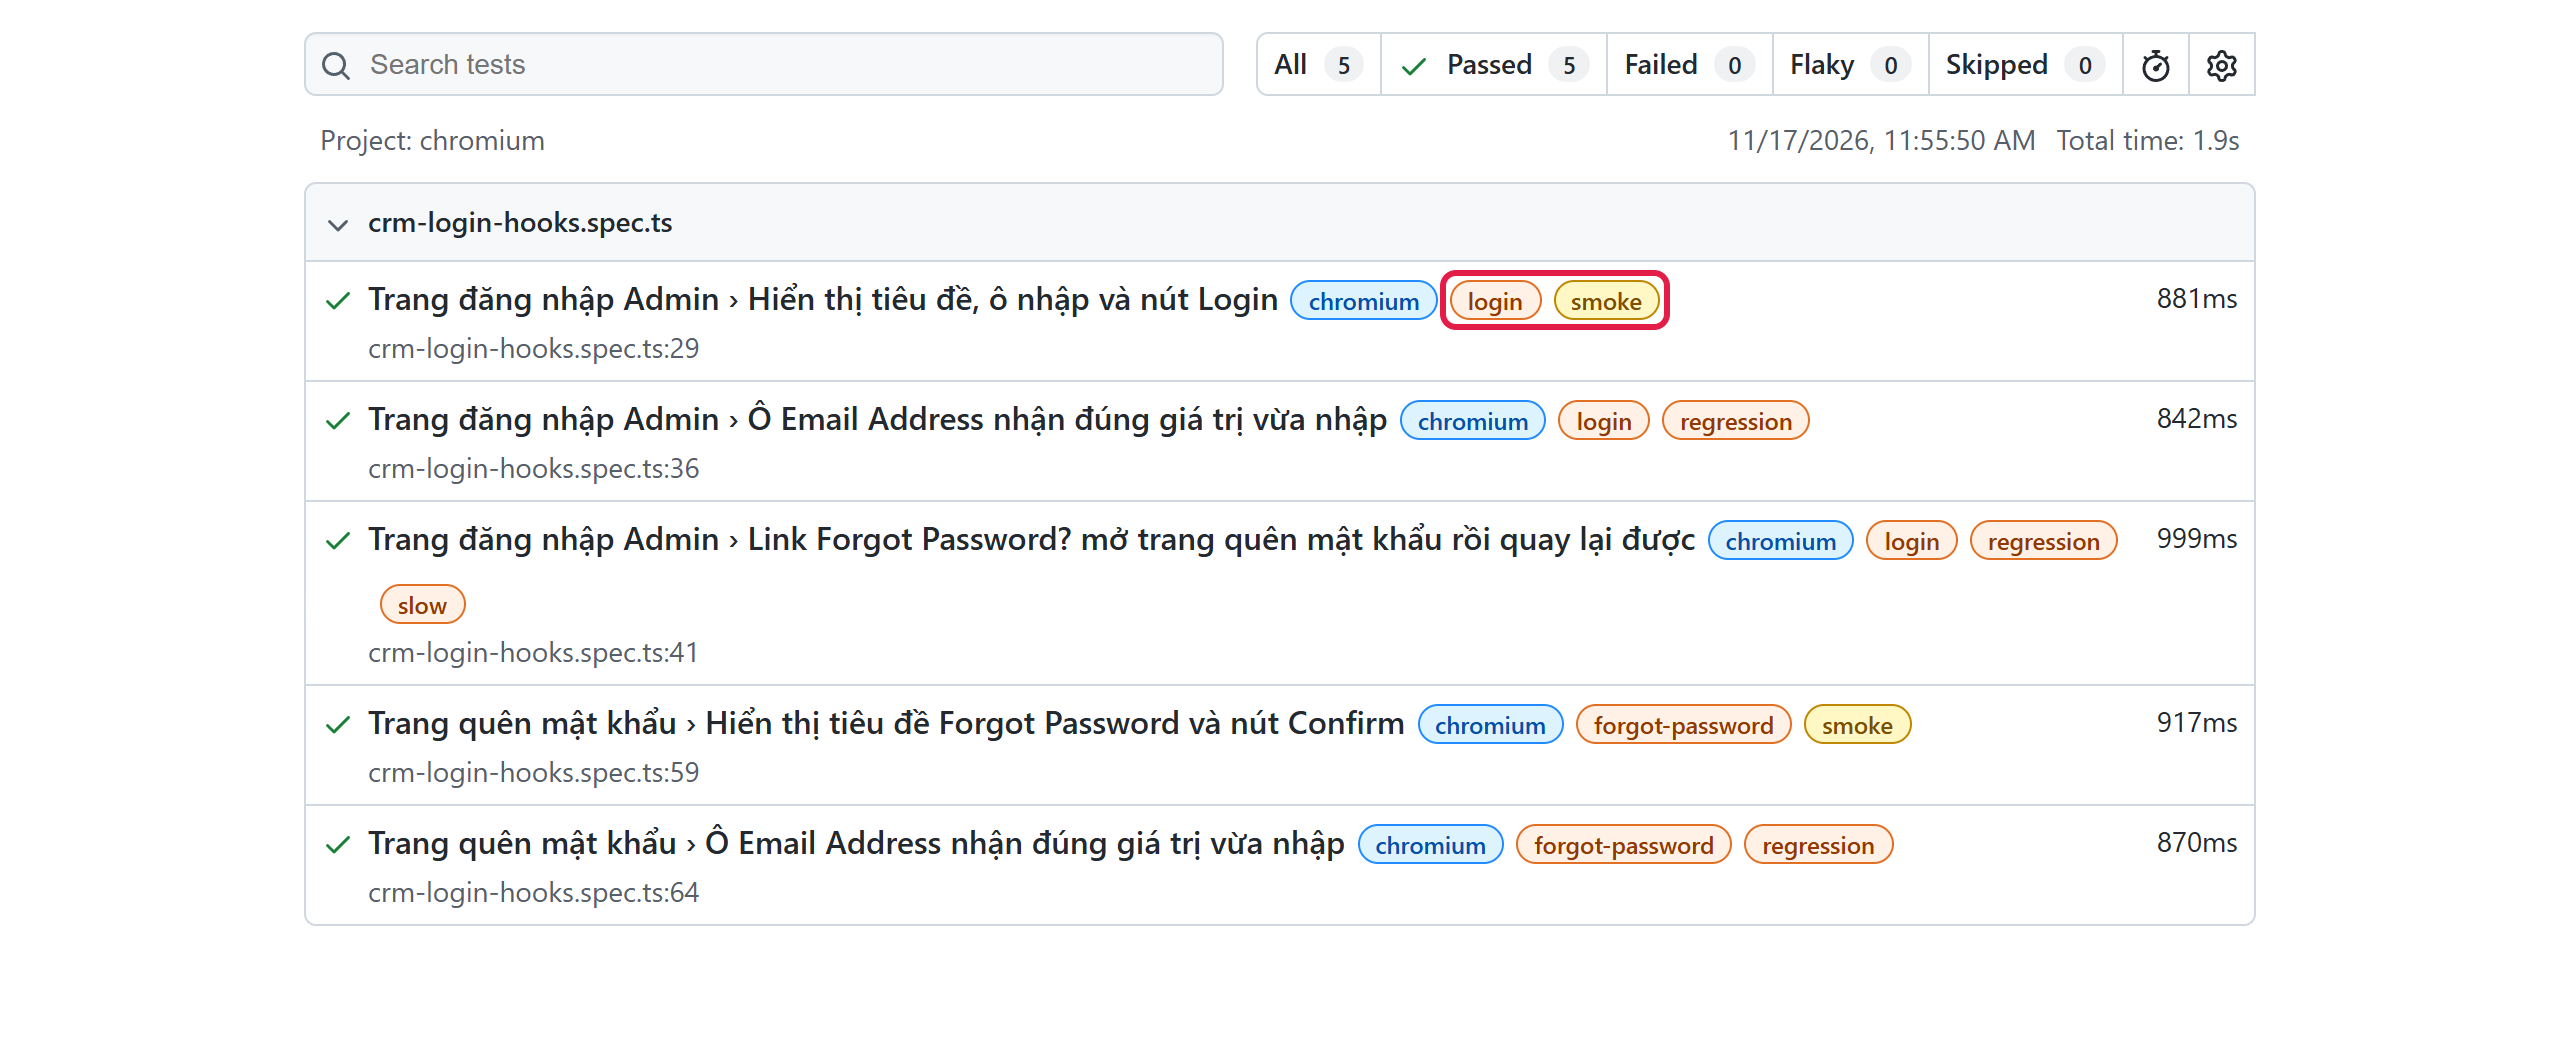 Search tests
All 5 Passed 5 Failed 0 Flaky 0 Skipped 0
Project: chromium
11/17/2026, 11:55:50 AM Total time: 1.9s
crm-login-hooks.spec.ts
Trang đăng nhập Admin › Hiển thị tiêu đề, ô nhập và nút Login chromium login smoke 881ms
crm-login-hooks.spec.ts:29
Trang đăng nhập Admin › Ô Email Address nhận đúng giá trị vừa nhập chromium login regression 842ms
crm-login-hooks.spec.ts:36
Trang đăng nhập Admin › Link Forgot Password? mở trang quên mật khẩu rồi quay lại được chromium login regression 999ms
slow
crm-login-hooks.spec.ts:41
Trang quên mật khẩu › Hiển thị tiêu đề Forgot Password và nút Confirm chromium forgot-password smoke 917ms
crm-login-hooks.spec.ts:59
Trang quên mật khẩu › Ô Email Address nhận đúng giá trị vừa nhập chromium forgot-password regression 870ms
crm-login-hooks.spec.ts:64